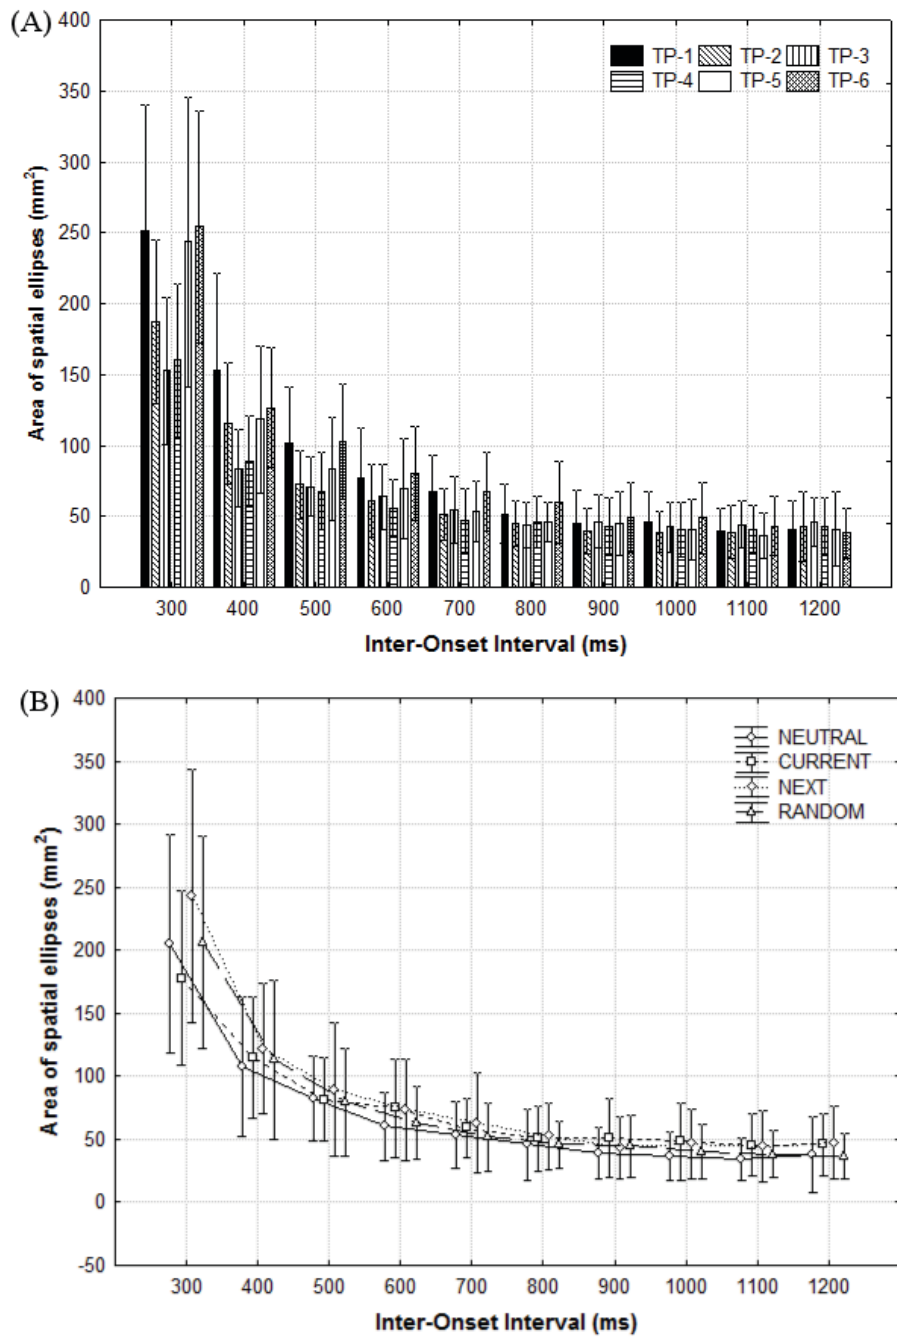 (A)
400
350
300
250
200
150
100
50
0
Area of spatial ellipses (mm²)
TP-1 TP-2 TP-3
TP-4 TP-5 TP-6
300 400 500 600 700 800 900 1000 1100 1200
Inter-Onset Interval (ms)
(B)
400
350
300
250
200
150
100
50
0
-50
Area of spatial ellipses (mm²)
NEUTRAL
CURRENT
NEXT
RANDOM
300 400 500 600 700 800 900 1000 1100 1200
Inter-Onset Interval (ms)